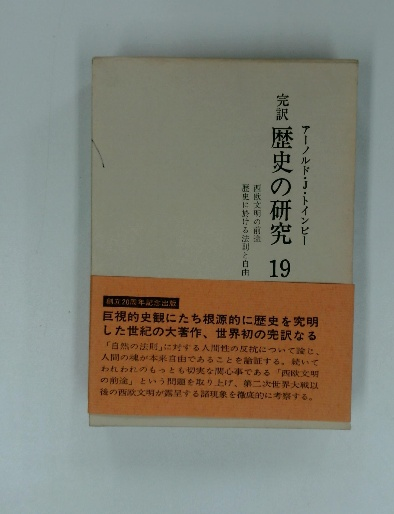 アーノルド・J・トインビー
完訳
歴史の研究 19
西欧文明の前途
歴史に於ける法則と自由
創立20周年記念出版
巨視的史観にたち根源的に歴史を究明
した世紀の大著作、世界初の完訳なる
「自然の法則」に対する人間性の反抗について論じ、
人間の魂が本来自由であることを論証する。続いて
われわれのもっとも切実な関心事である「西欧文明
の前途」という問題を取り上げ、第二次世界大戦以
後の西欧文明が露呈する諸現象を徹底的に考察する。